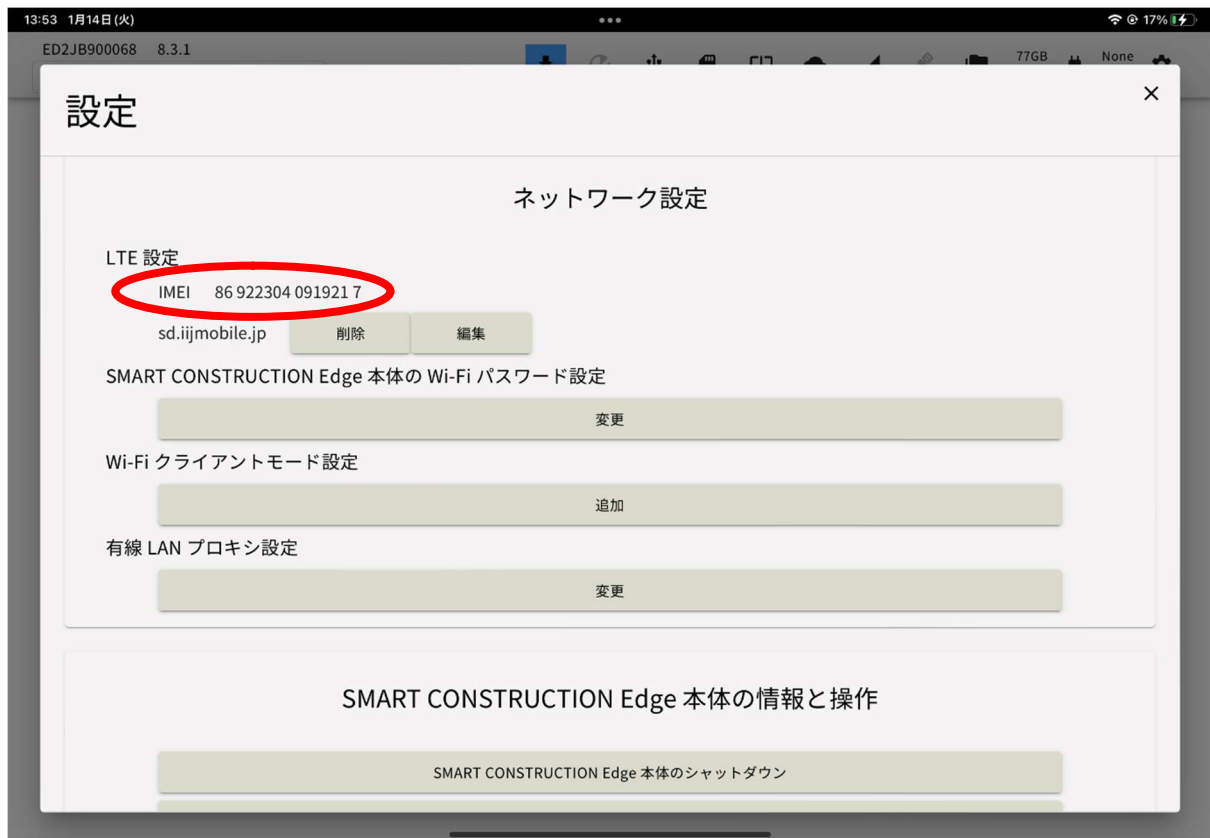 13:53 1月14日(火) 17%
ED2JB900068 8.3.1 77GB None
設定
ネットワーク設定
LTE 設定
IMEI 86 922304 091921 7
sd.iijmobile.jp 削除 編集
SMART CONSTRUCTION Edge 本体の Wi-Fi パスワード設定
変更
Wi-Fi クライアントモード設定
追加
有線 LAN プロキシ設定
変更
SMART CONSTRUCTION Edge 本体の情報と操作
SMART CONSTRUCTION Edge 本体のシャットダウン